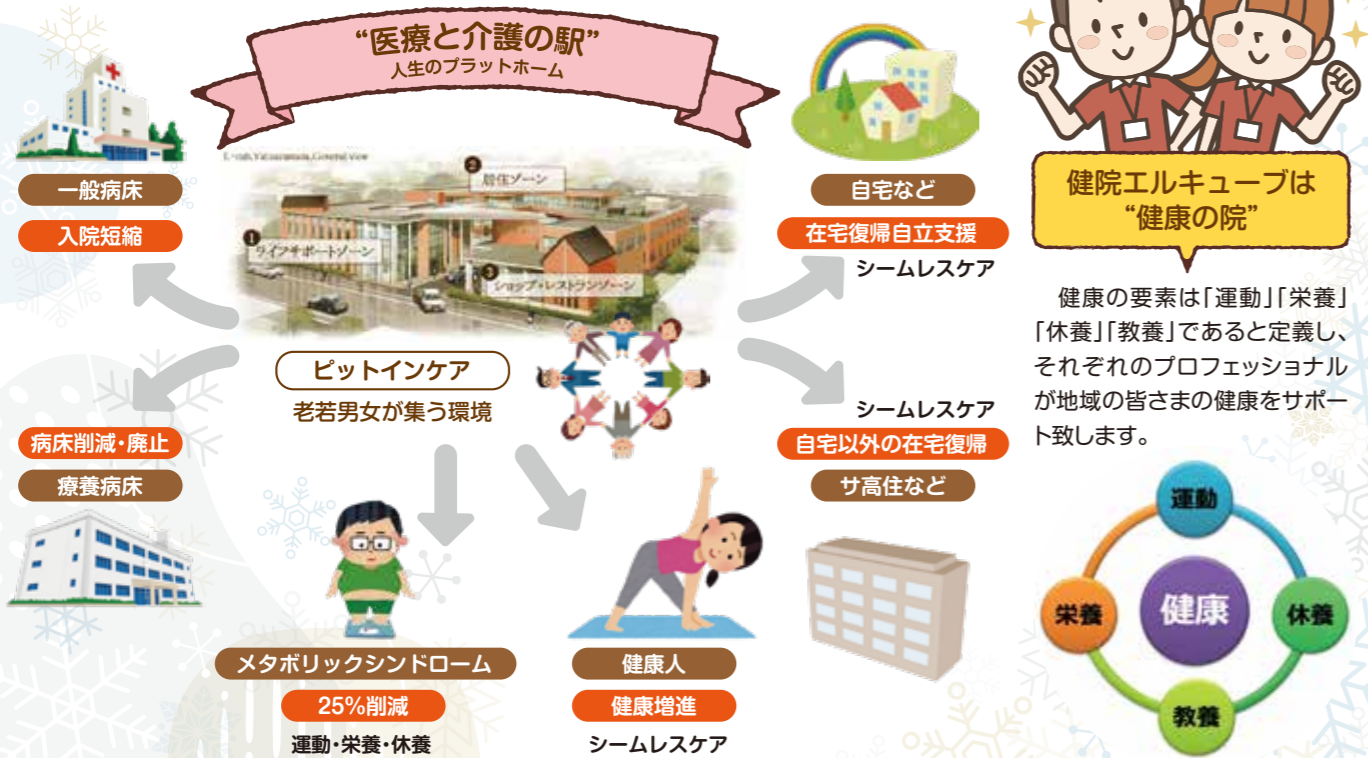 “医療と介護の駅”
人生のプラットホーム
L-cub, Yatsuomachi, General view
❶
ライフサポートゾーン
❷
居住ゾーン
❸
ショップ・レストランゾーン
一般病床
入院短縮
病床削減・廃止
療養病床
ピットインケア
老若男女が集う環境
自宅など
在宅復帰自立支援
シームレスケア
シームレスケア
自宅以外の在宅復帰
サ高住など
メタボリックシンドローム
25%削減
運動・栄養・休養
健康人
健康増進
シームレスケア
健院エルキューブは
“健康の院”
健康の要素は「運動」「栄養」
「休養」「教養」であると定義し、
それぞれのプロフェッショナル
が地域の皆さまの健康をサポー
ト致します。
運動
栄養
健康
休養
教養